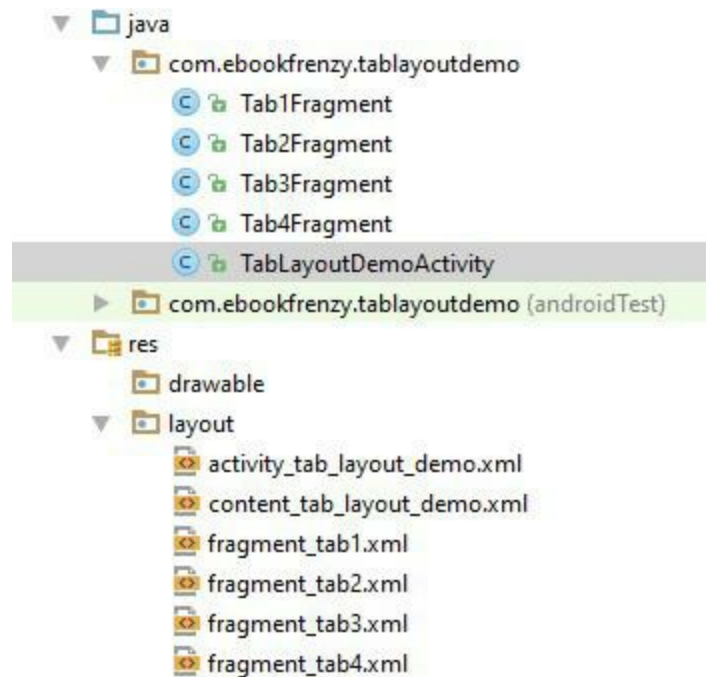 java
com.ebookfrenzy.tablayoutdemo
Tab1Fragment
Tab2Fragment
Tab3Fragment
Tab4Fragment
TabLayoutDemoActivity
com.ebookfrenzy.tablayoutdemo (androidTest)
res
drawable
layout
activity_tab_layout_demo.xml
content_tab_layout_demo.xml
fragment_tab1.xml
fragment_tab2.xml
fragment_tab3.xml
fragment_tab4.xml